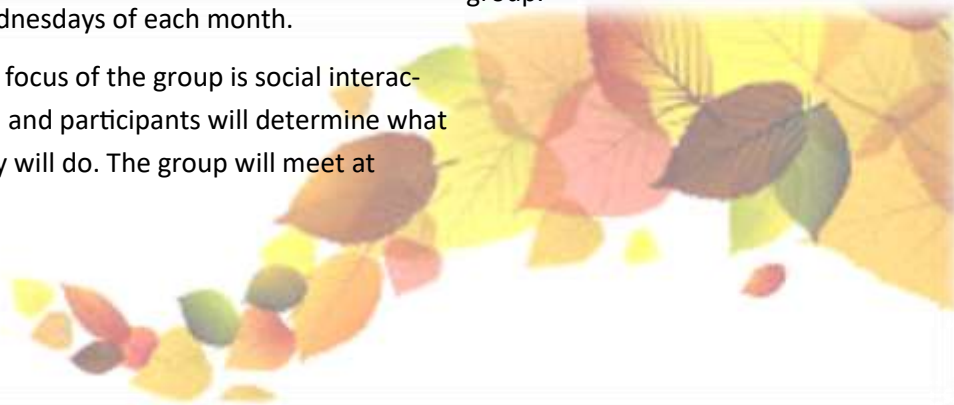 dnesdays of each month.
focus of the group is social interac-
and participants will determine what
y will do. The group will meet at
group.